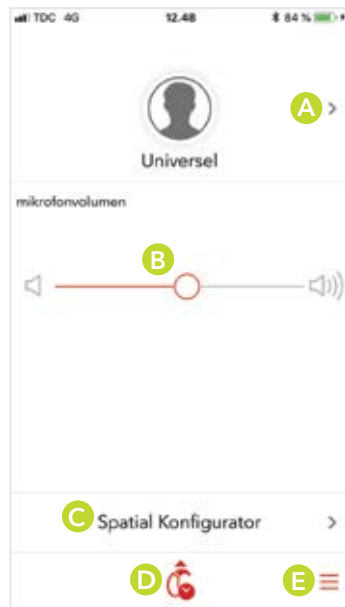 TDC 4G 12.48 84 %
A
Universel
mikrofonvolumen
B
C Spatial Konfigurator
D E